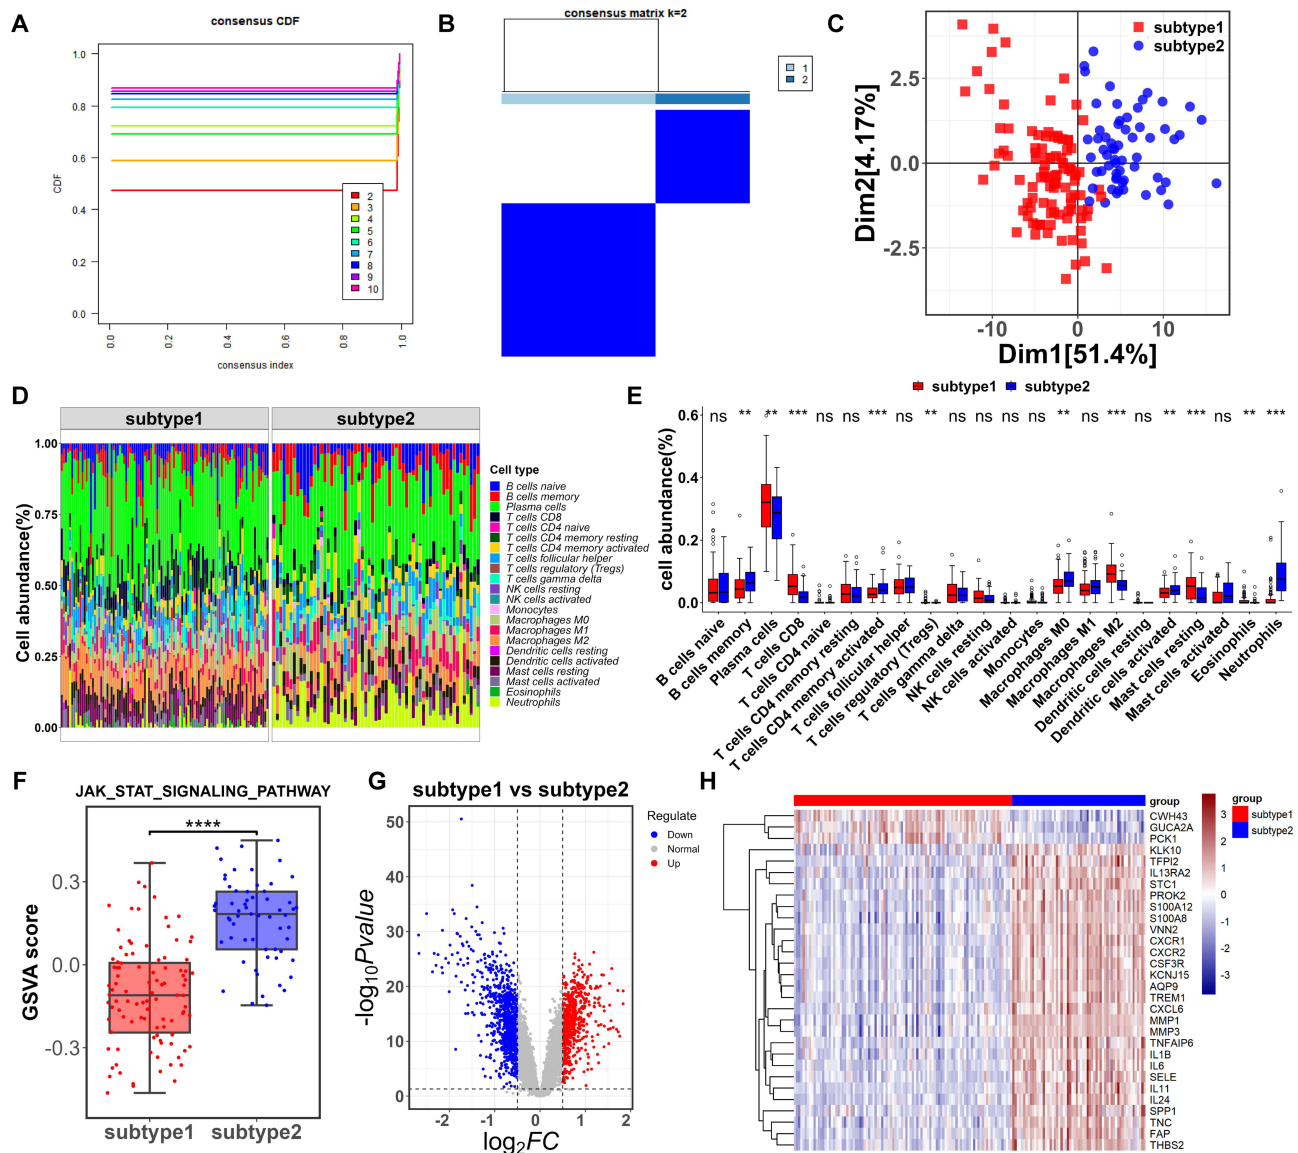 A
consensus CDF
CDF
1.0
0.8
0.6
0.4
0.2
0.0
2
3
4
5
6
7
8
9
10
0.0
0.2
0.4
0.6
0.8
1.0
consensus index
B
consensus matrix k=2
1
2
C
subtype1
subtype2
Dim2[4.17%]
2.5
0.0
-2.5
-10
0
10
Dim1[51.4%]
D
subtype1
subtype2
Cell abundance(%)
1.00
0.75
0.50
0.25
0.00
Cell type
B cells naive
B cells memory
Plasma cells
T cells CD8
T cells CD4 naive
T cells CD4 memory resting
T cells CD4 memory activated
T cells follicular helper
T cells regulatory (Tregs)
T cells gamma delta
NK cells resting
NK cells activated
Monocytes
Macrophages M0
Macrophages M1
Macrophages M2
Dendritic cells resting
Dendritic cells activated
Mast cells resting
Mast cells activated
Eosinophils
Neutrophils
E
subtype1
subtype2
cell abundance(%)
0.6
0.4
0.2
0.0
ns ** ** *** ns ns *** ns ** ns ns ns ns ** ns *** ns ** *** ns ** ***
B cells naive
B cells memory
Plasma cells
T cells CD8
T cells CD4 naive
T cells CD4 memory resting
T cells CD4 memory activated
T cells follicular helper
T cells regulatory (Tregs)
T cells gamma delta
NK cells resting
NK cells activated
Monocytes
Macrophages M0
Macrophages M1
Macrophages M2
Dendritic cells resting
Dendritic cells activated
Mast cells resting
Mast cells activated
Eosinophils
Neutrophils
F
JAK_STAT_SIGNALING_PATHWAY
****
GSVA score
0.3
0.0
-0.3
subtype1
subtype2
G
subtype1 vs subtype2
-log10Pvalue
50
40
30
20
10
0
-2
-1
0
1
2
log2FC
Regulate
Down
Normal
Up
H
group
CWH43
GUCA2A
PCK1
KLK10
TFPI2
IL13RA2
STC1
PROK2
S100A12
S100A8
VNN2
CXCR1
CXCR2
CSF3R
KCNJ15
AQP9
TREM1
CXCL6
MMP1
MMP3
TNFAIP6
IL1B
IL6
SELE
IL11
IL24
SPP1
TNC
FAP
THBS2
3
2
1
0
-1
-2
-3
group
subtype1
subtype2